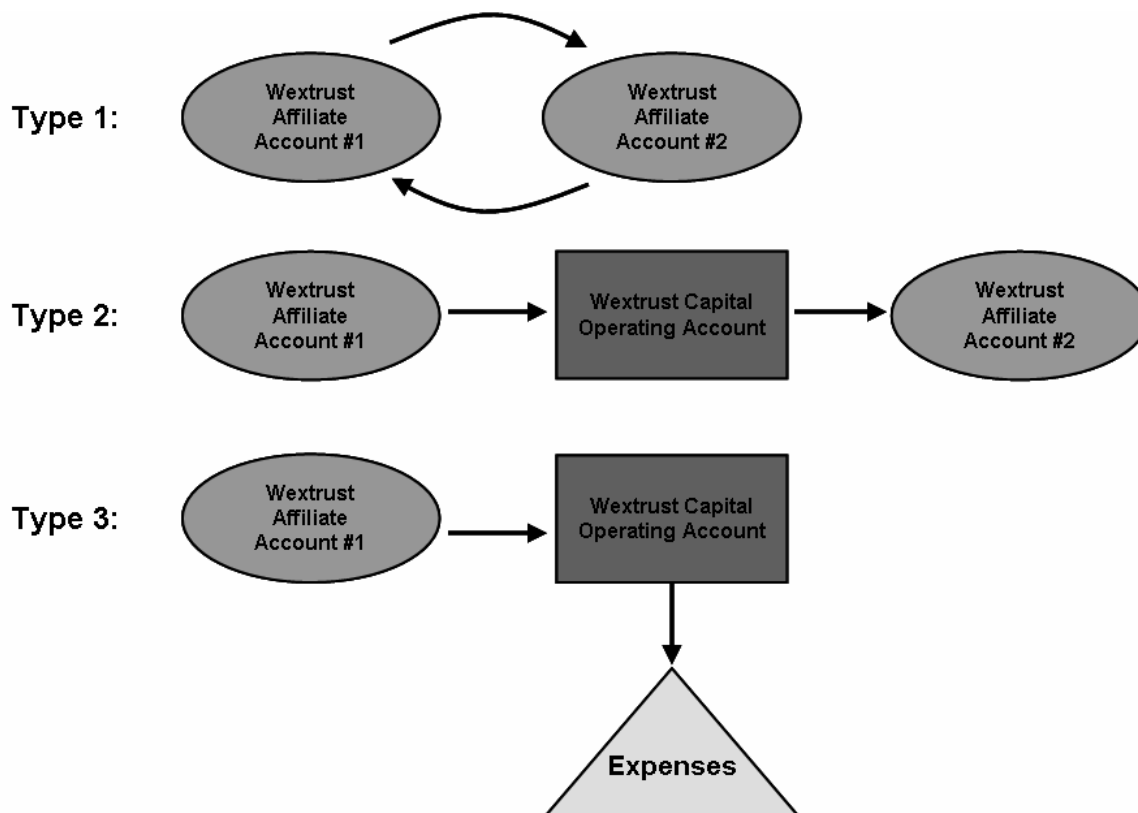 Type 1:
Wextrust
Affiliate
Account #1
Wextrust
Affiliate
Account #2
Type 2:
Wextrust
Affiliate
Account #1
Wextrust Capital
Operating Account
Wextrust
Affiliate
Account #2
Type 3:
Wextrust
Affiliate
Account #1
Wextrust Capital
Operating Account
Expenses